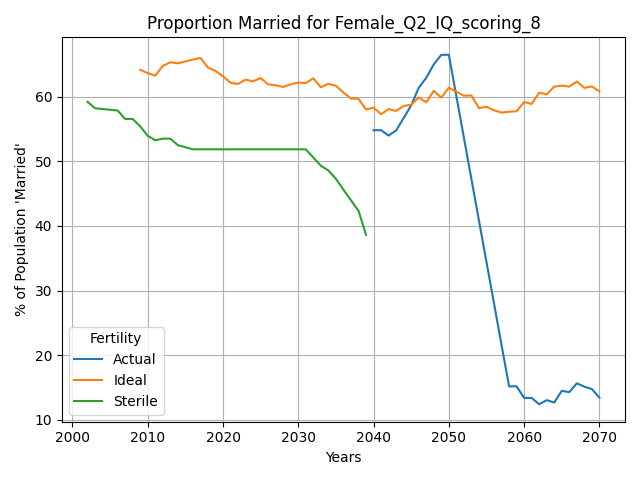 Proportion Married for Female_Q2_IQ_scoring_8
% of Population 'Married'
60
50
40
30
20
10
Fertility
Actual
Ideal
Sterile
2000 2010 2020 2030 2040 2050 2060 2070
Years